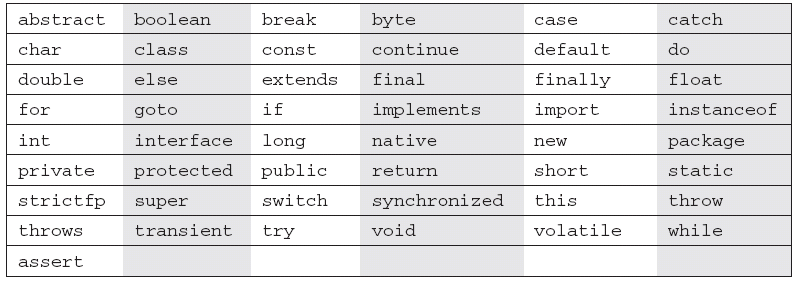 abstract boolean break byte case catch
char class const continue default do
double else extends final finally float
for goto if implements import instanceof
int interface long native new package
private protected public return short static
strictfp super switch synchronized this throw
throws transient try void volatile while
assert